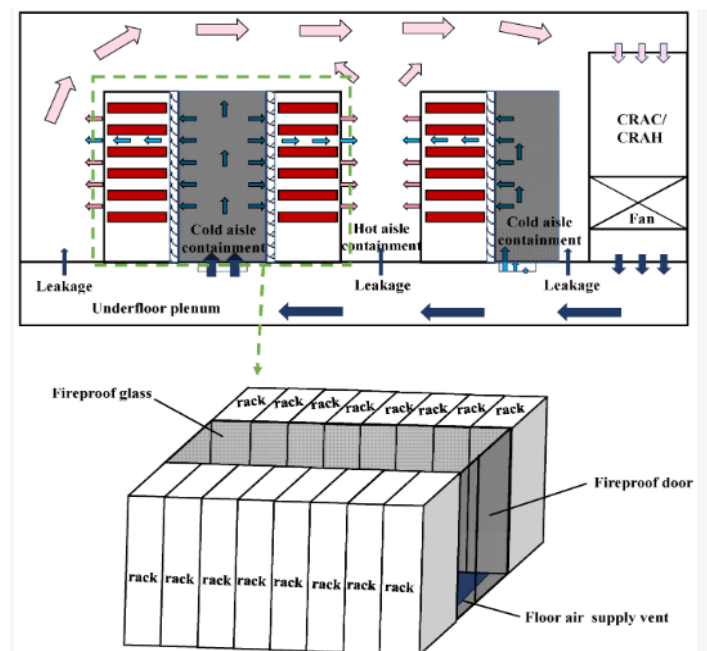 CRAC/
CRAH
Fan
Cold aisle
containment
Hot aisle
containment
Cold aisle
containment
Leakage
Leakage
Leakage
Underfloor plenum
Fireproof glass
rack
rack
rack
rack
rack
rack
rack
rack
Fireproof door
rack
rack
rack
rack
rack
rack
rack
rack
Floor air supply vent